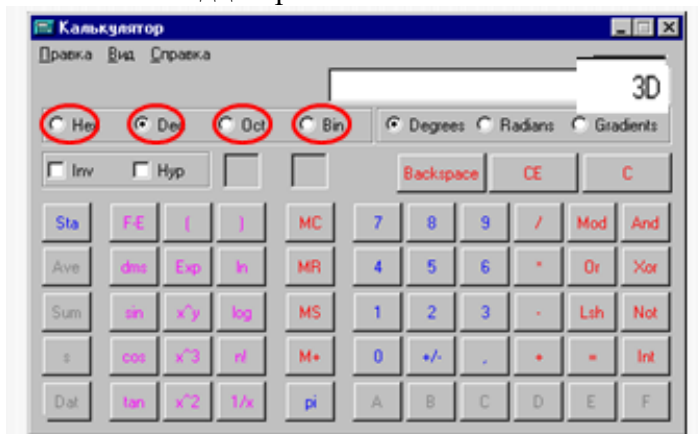 Калькулятор
Правка Вид Справка
3D
Hex Dec Oct Bin Degrees Radians Gradients
Inv Hyp Backspace CE C
Sta F-E ( ) MC 7 8 9 / Mod And
Ave dms Exp ln MR 4 5 6 * Or Xor
Sum sin x^y log MS 1 2 3 - Lsh Not
s cos x^3 n! M+ 0 +/- , + = Int
Dat tan x^2 1/x pi A B C D E F